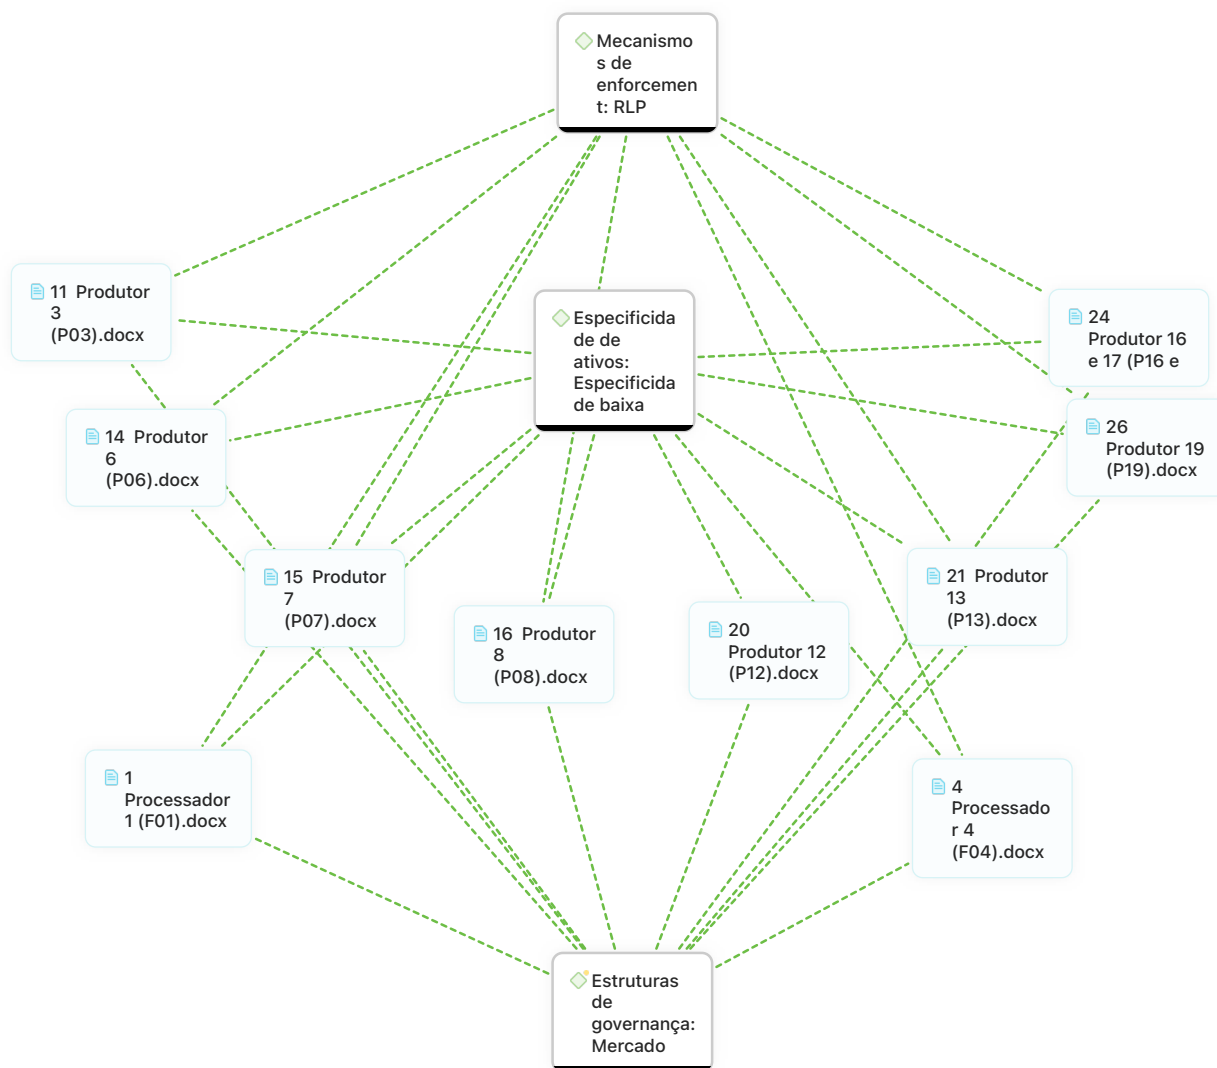 Mecanismo
s de
enforcemen
t: RLP
11 Produtor
3
(P03).docx
Especificida
de de
ativos:
Especificida
de baixa
24
Produtor 16
e 17 (P16 e
14 Produtor
6
(P06).docx
26
Produtor 19
(P19).docx
15 Produtor
7
(P07).docx
21 Produtor
13
(P13).docx
16 Produtor
8
(P08).docx
20
Produtor 12
(P12).docx
1
Processador
1 (F01).docx
4
Processado
r 4
(F04).docx
Estruturas
de
governança:
Mercado